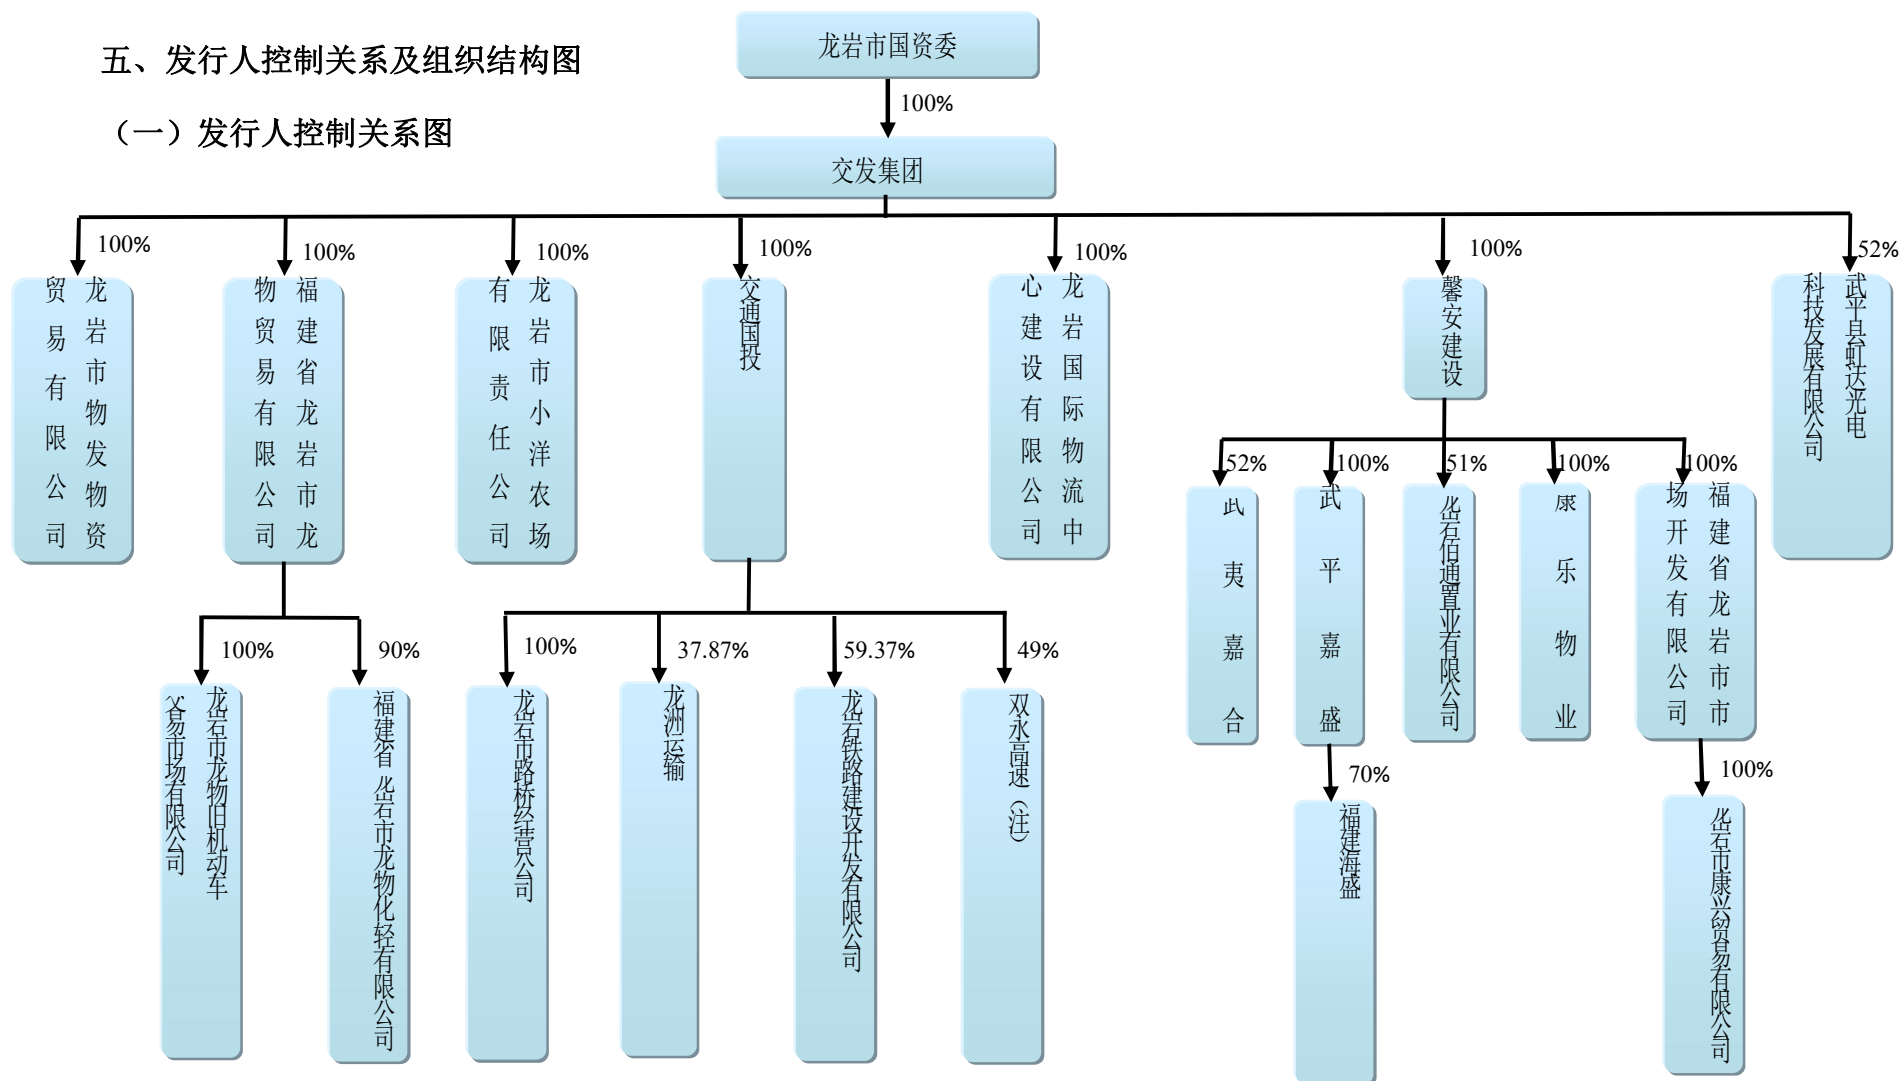 五、发行人控制关系及组织结构图
（一）发行人控制关系图
龙岩市国资委
100%
交发集团
100%
100%
100%
100%
100%
100%
52%
龙岩市物发物资
贸易有限公司
福建省龙岩市龙
物贸易有限公司
龙岩市小洋农场
有限责任公司
交通国投
龙岩国际物流中
心建设有限公司
馨安建设
武平县虹达光电
科技发展有限公司
52%
100%
51%
100%
100%
武夷嘉合
武平嘉盛
龙岩佰通置业有限公司
康乐物业
福建省龙岩市市
场开发有限公司
100%
90%
100%
37.87%
59.37%
49%
龙岩市龙物旧机动车
交易市场有限公司
福建省龙岩市龙物化轻有限公司
龙岩市路桥经营公司
龙洲运输
龙岩铁路建设开发有限公司
双永高速（注）
70%
100%
福建海盛
龙岩市康兴贸易有限公司